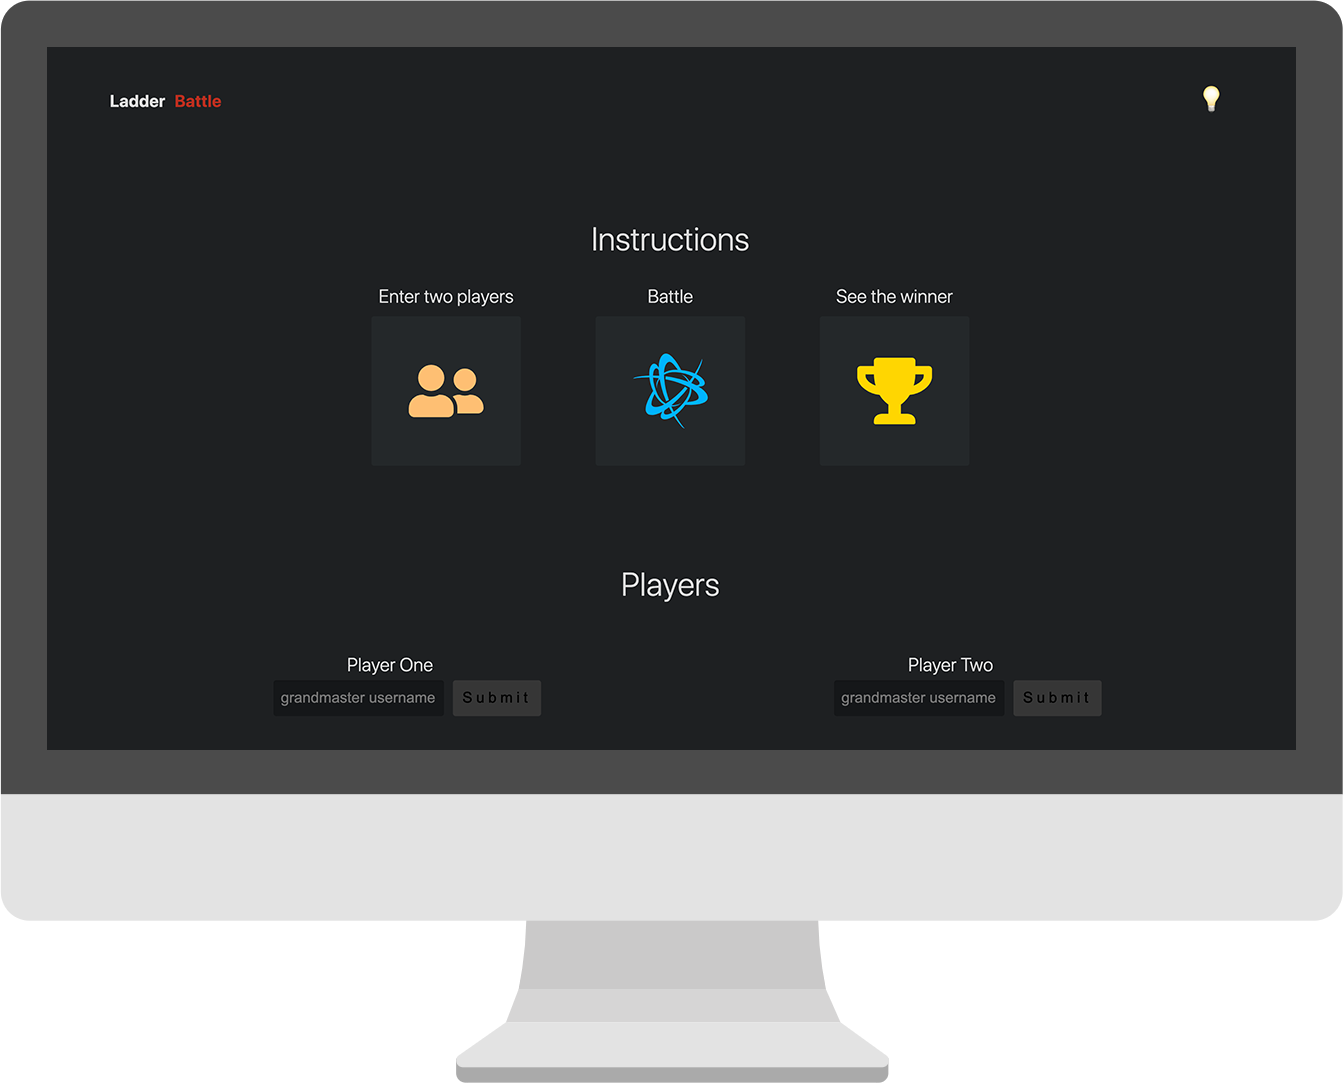 Ladder Battle
Instructions
Enter two players
Battle
See the winner
Players
Player One
grandmaster username Submit
Player Two
grandmaster username Submit